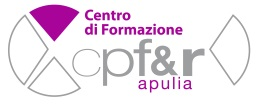 Centro
di Formazione
cpf&r
apulia